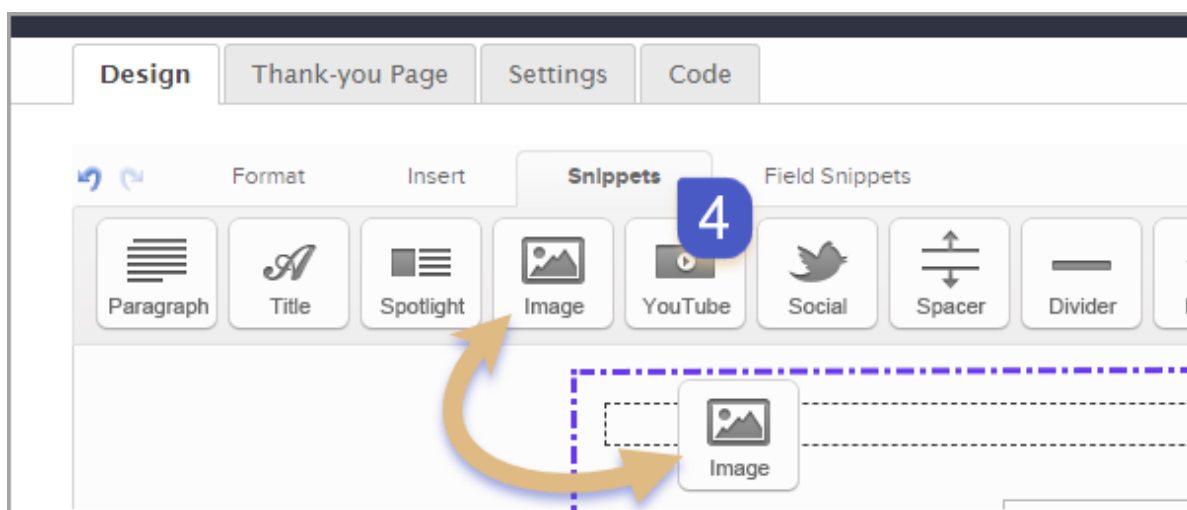 Design Thank-you Page Settings Code
Format Insert Snippets Field Snippets
4
Paragraph Title Spotlight Image YouTube Social Spacer Divider
Image